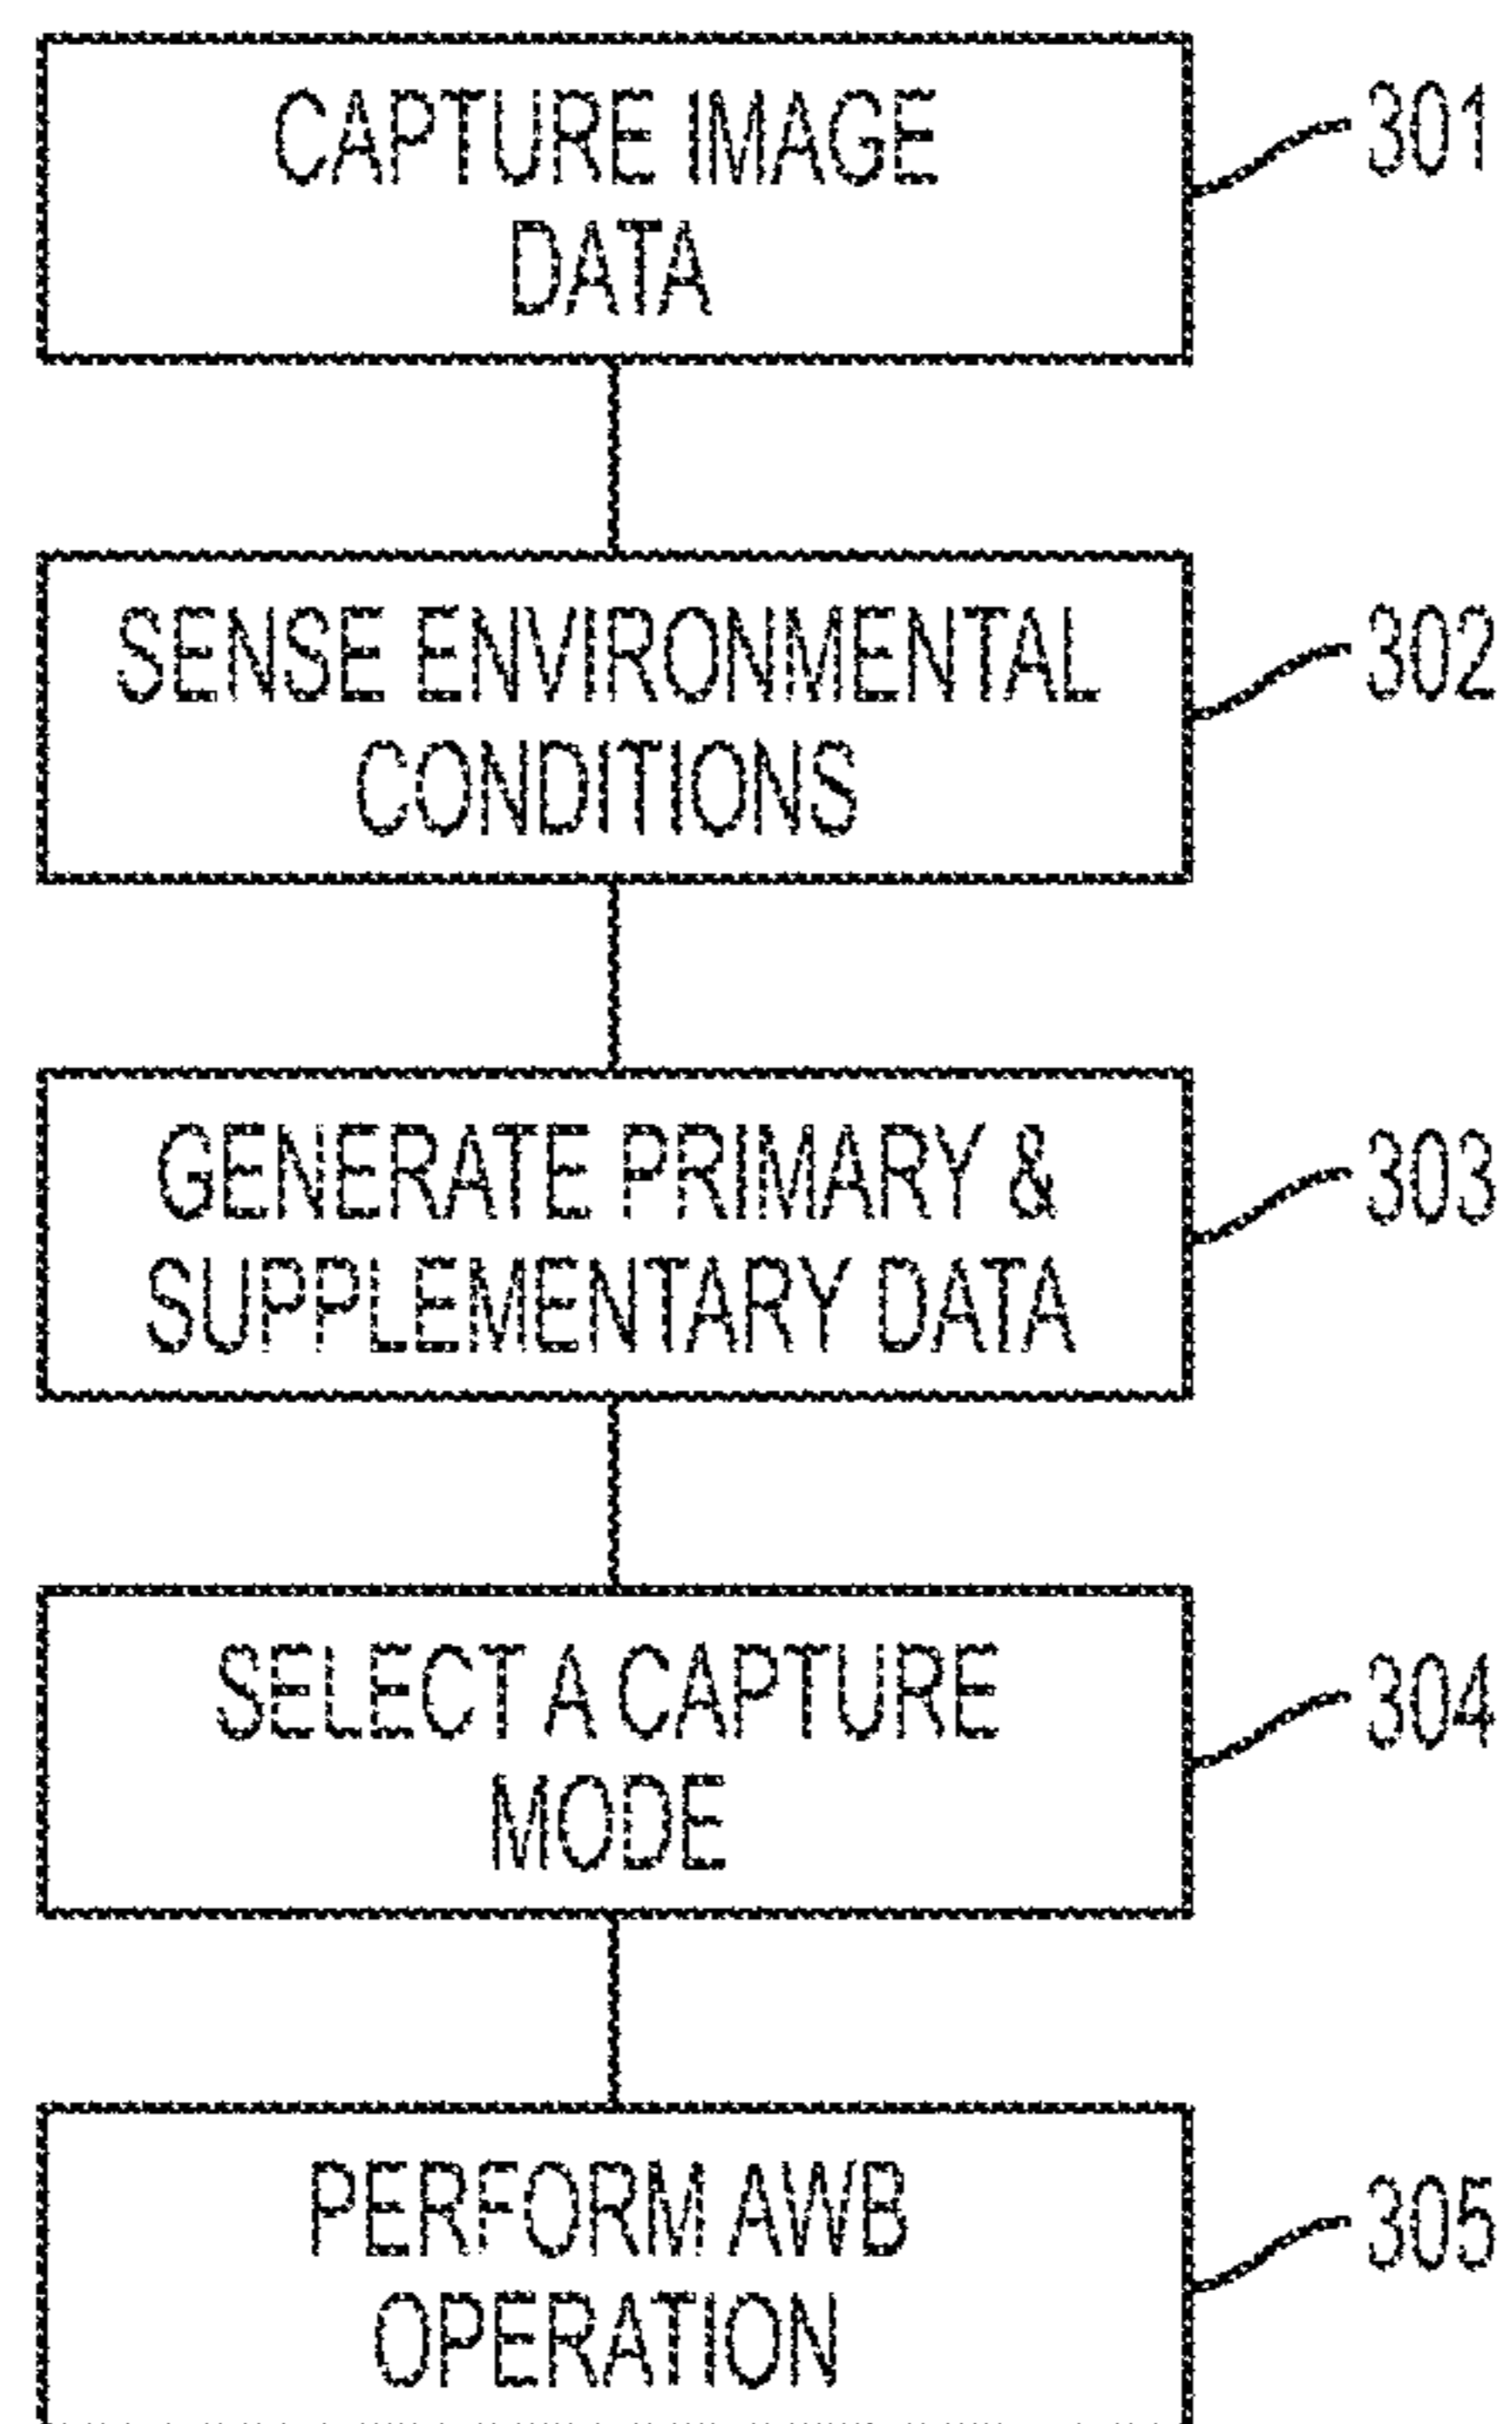 CAPTURE IMAGE
DATA
301
SENSE ENVIRONMENTAL
CONDITIONS
302
GENERATE PRIMARY &
SUPPLEMENTARY DATA
303
SELECT A CAPTURE
MODE
304
PERFORM AWB
OPERATION
305